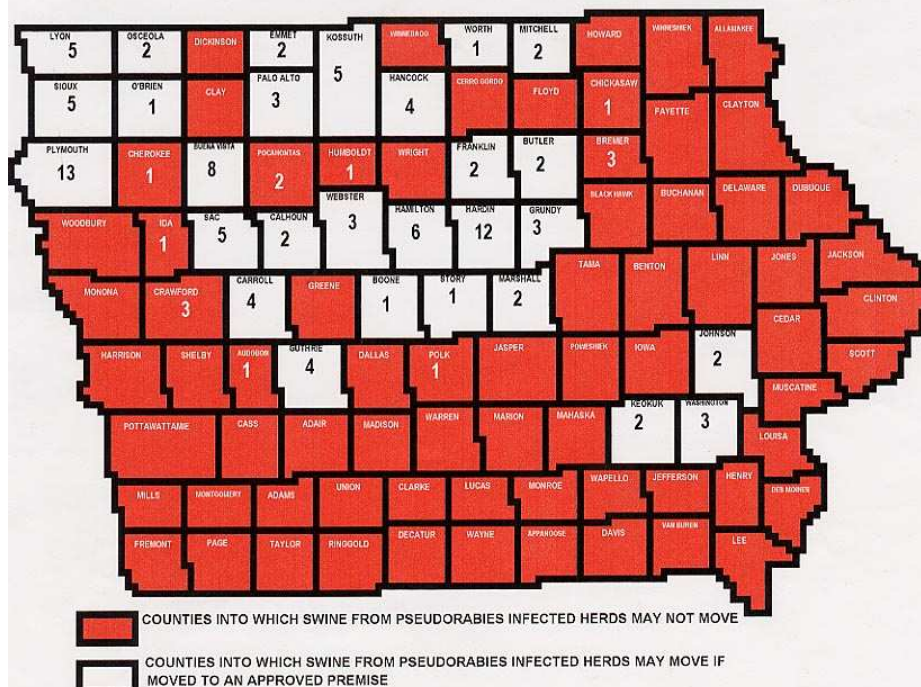 LYON OSCEOLA DICKINSON EMMET KOSSUTH WINNEBAGO WORTH MITCHELL HOWARD WINNESHIEK ALLAMAKEE
5 2 2 5 1 2
SIOUX O'BRIEN CLAY PALO ALTO HANCOCK CERRO GORDO FLOYD CHICKASAW FAYETTE CLAYTON
5 1 3 4 1
PLYMOUTH CHEROKEE BUENA VISTA POCAHONTAS HUMBOLDT WRIGHT FRANKLIN BUTLER BREMER
13 1 8 2 1 2 2 3
WOODBURY IDA SAC CALHOUN WEBSTER HAMILTON HARDIN GRUNDY BLACK HAWK BUCHANAN DELAWARE DUBUQUE
1 5 2 3 6 12 3
MONONA CRAWFORD CARROLL GREENE BOONE STORY MARSHALL TAMA BENTON LINN JONES JACKSON
3 4 1 1 2
CLINTON
CEDAR
HARRISON SHELBY AUDOBON GUTHRIE DALLAS POLK JASPER POWESHIEK IOWA JOHNSON SCOTT
1 4 1 2
MUSCATINE
POTTAWATTAMIE CASS ADAIR MADISON WARREN MARION MAHASKA KEOKUK WASHINGTON LOUISA
2 3
MILLS MONTGOMERY ADAMS UNION CLARKE LUCAS MONROE WAPELLO JEFFERSON HENRY DES MOINES
FREMONT PAGE TAYLOR RINGGOLD DECATUR WAYNE APPANOOSE DAVIS VAN BUREN LEE
COUNTIES INTO WHICH SWINE FROM PSEUDORABIES INFECTED HERDS MAY NOT MOVE
COUNTIES INTO WHICH SWINE FROM PSEUDORABIES INFECTED HERDS MAY MOVE IF
MOVED TO AN APPROVED PREMISE